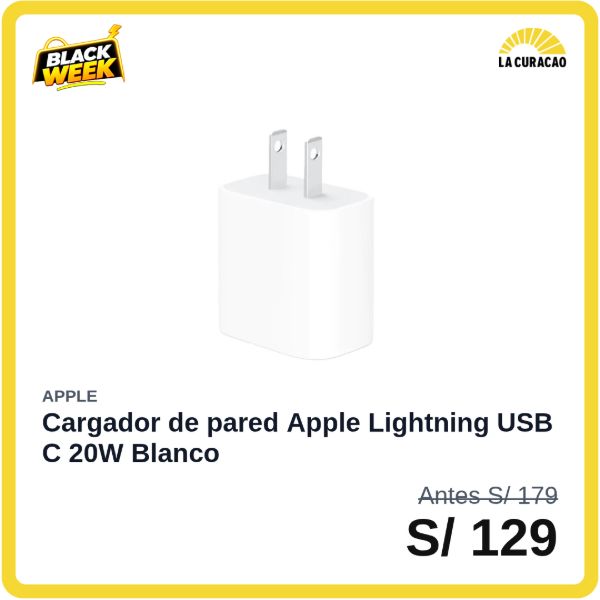 BLACK
WEEK
LA CURACAO
APPLE
Cargador de pared Apple Lightning USB
C 20W Blanco
Antes S/ 179
S/ 129